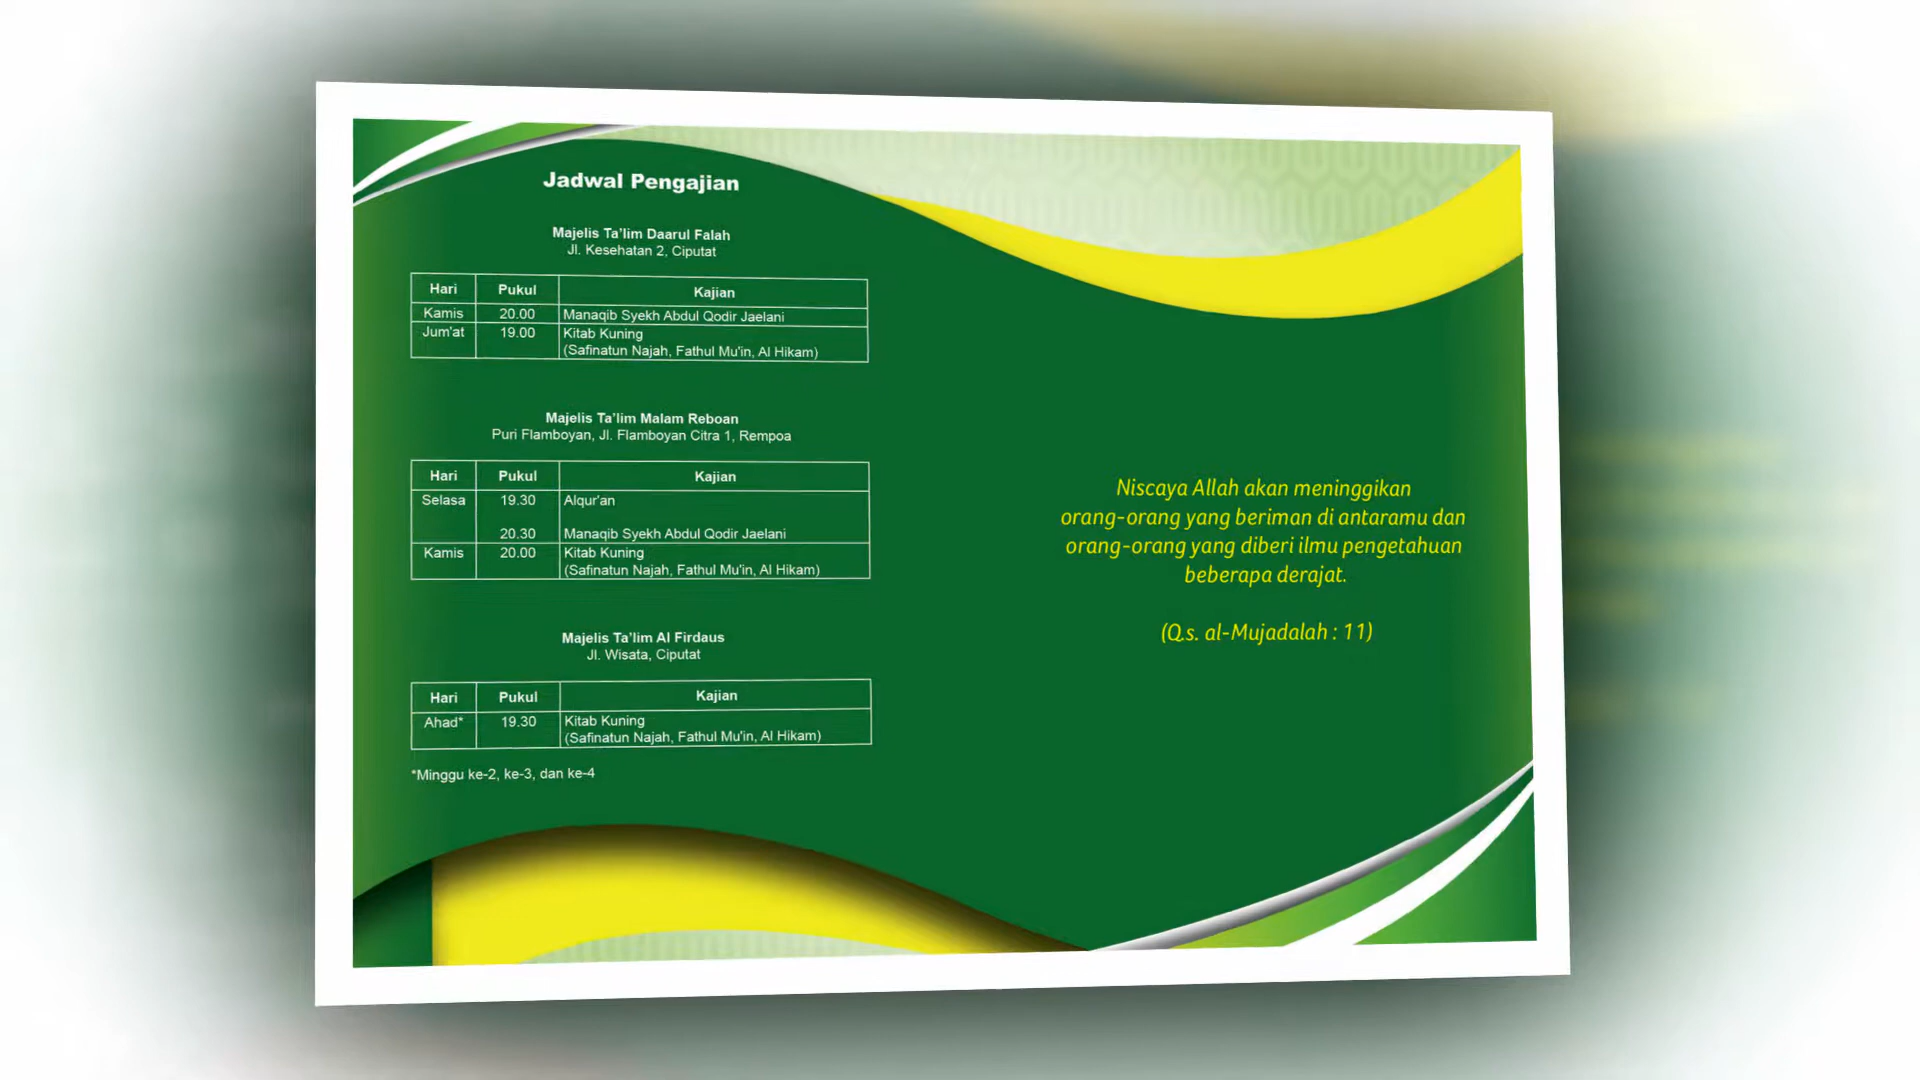 Jadwal Pengajian
Majelis Ta'lim Daarul Falah
Jl. Kesehatan 2, Ciputat
Hari Pukul Kajian
Kamis 20.00 Manaqib Syekh Abdul Qodir Jaelani
Jum'at 19.00 Kitab Kuning
(Safinatun Najah, Fathul Mu'in, Al Hikam)
Majelis Ta'lim Malam Reboan
Puri Flamboyan, Jl. Flamboyan Citra 1, Rempoa
Hari Pukul Kajian
Selasa 19.30 Alqur'an
20.30 Manaqib Syekh Abdul Qodir Jaelani
Kamis 20.00 Kitab Kuning
(Safinatun Najah, Fathul Mu'in, Al Hikam)
Majelis Ta'lim Al Firdaus
Jl. Wisata, Ciputat
Hari Pukul Kajian
Ahad* 19.30 Kitab Kuning
(Safinatun Najah, Fathul Mu'in, Al Hikam)
*Minggu ke-2, ke-3, dan ke-4
Niscaya Allah akan meninggikan
orang-orang yang beriman di antaramu dan
orang-orang yang diberi ilmu pengetahuan
beberapa derajat.
(Q.s. al-Mujadalah : 11)